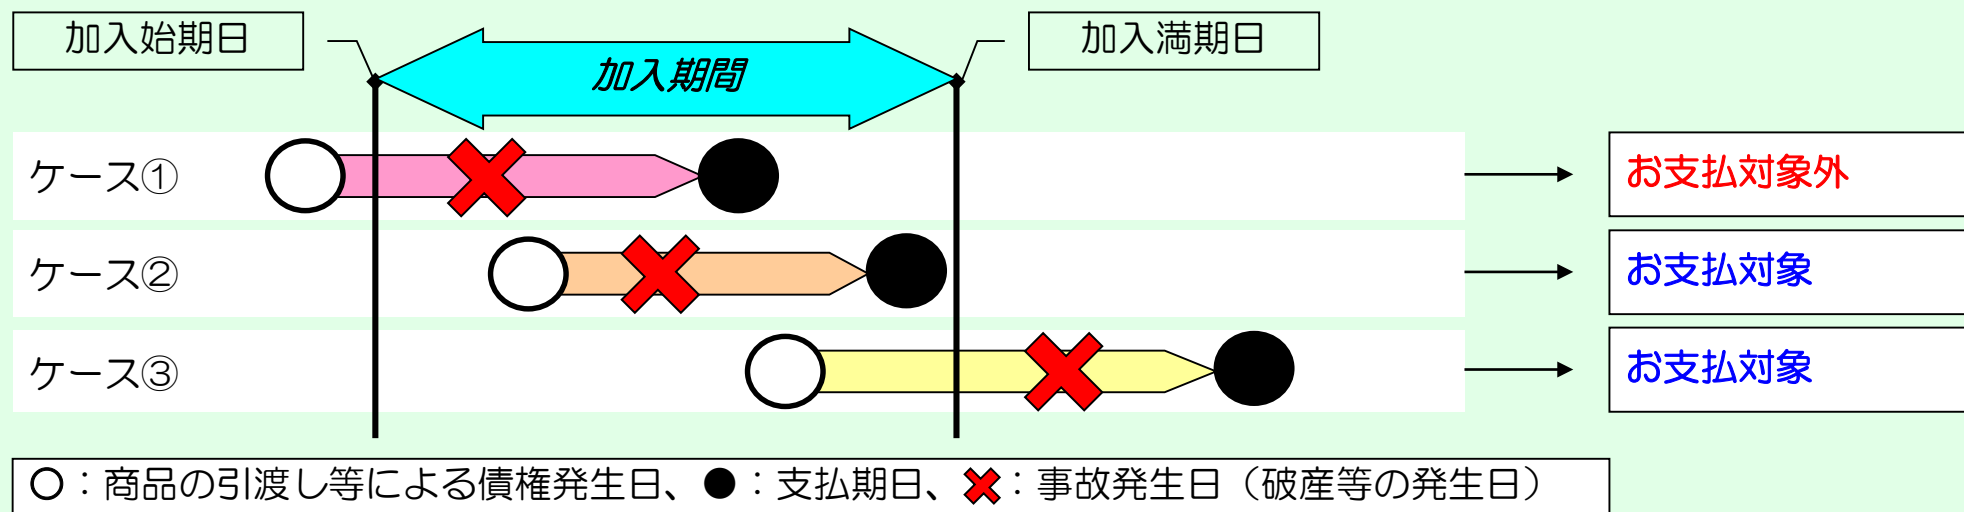 加入始期日
加入満期日
加入期間
ケース①
お支払対象外
ケース②
お支払対象
ケース③
お支払対象
○：商品の引渡し等による債権発生日、●：支払期日、✖：事故発生日（破産等の発生日）